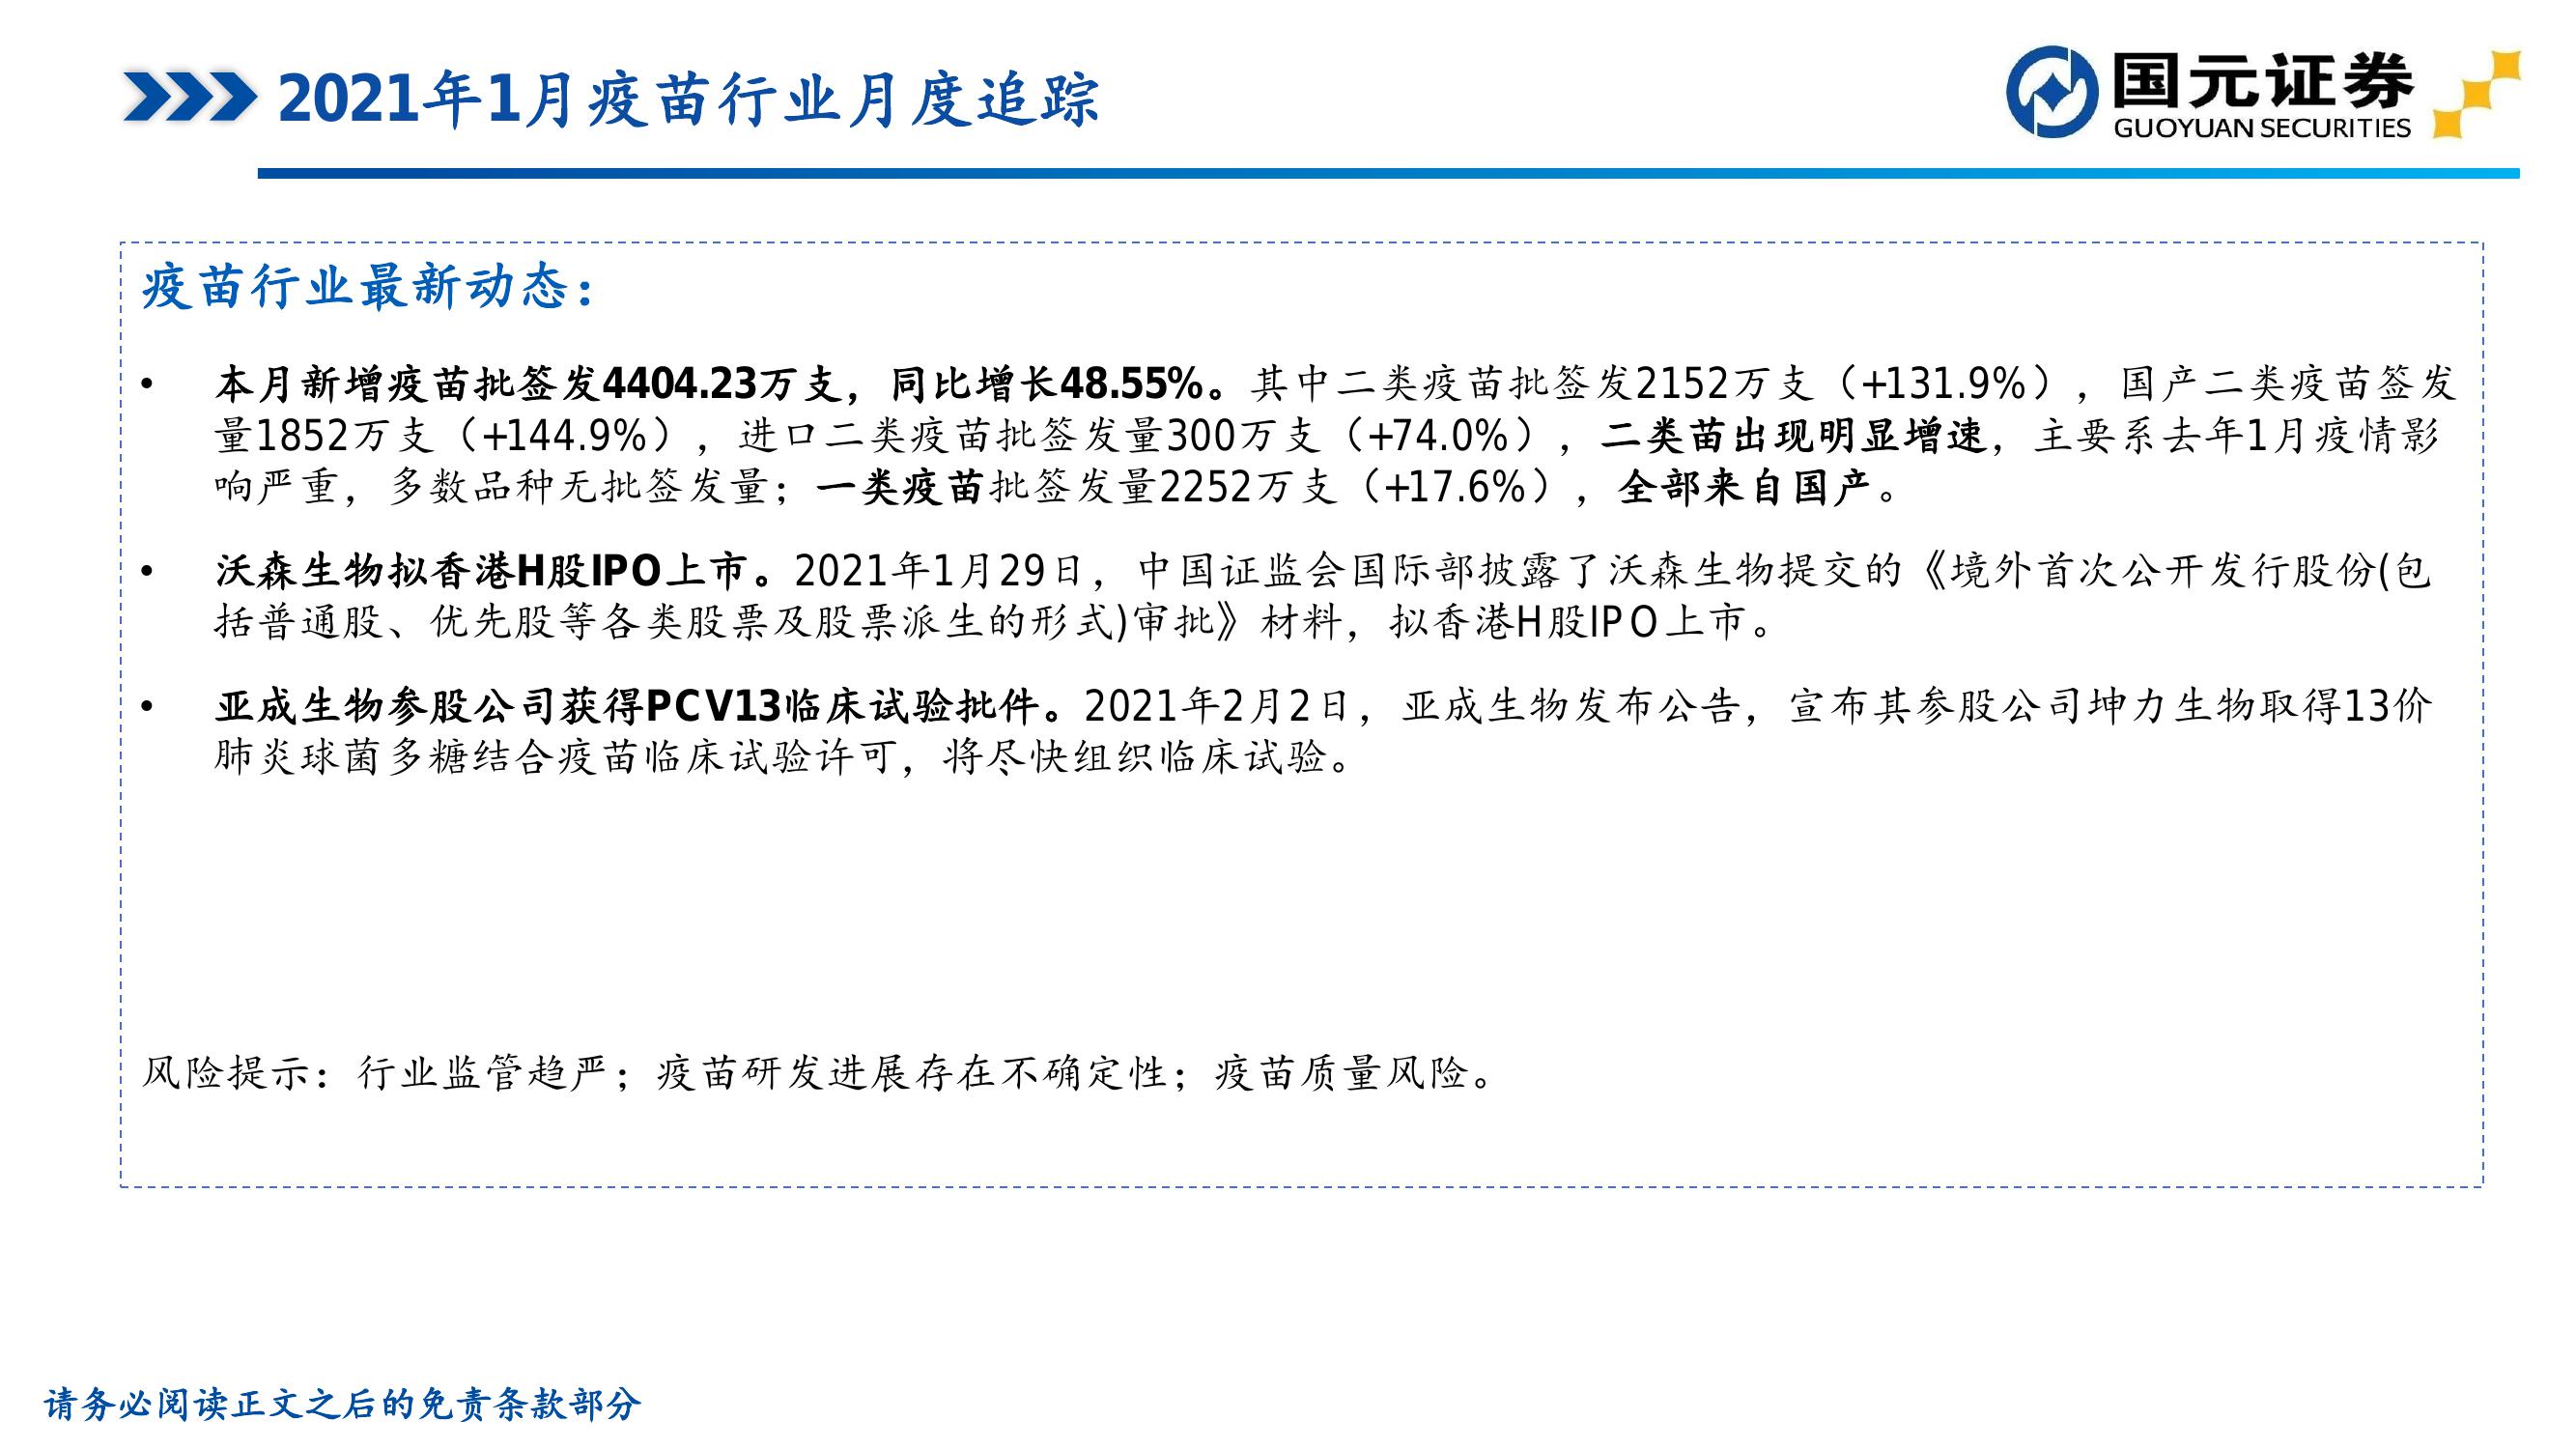 2021年1月疫苗行业月度追踪
国元证券
GUOYUAN SECURITIES
疫苗行业最新动态：
• 本月新增疫苗批签发4404.23万支，同比增长48.55%。其中二类疫苗批签发2152万支（+131.9%），国产二类疫苗签发
量1852万支（+144.9%），进口二类疫苗批签发量300万支（+74.0%），二类苗出现明显增速，主要系去年1月疫情影
响严重，多数品种无批签发量；一类疫苗批签发量2252万支（+17.6%），全部来自国产。
• 沃森生物拟香港H股IPO上市。2021年1月29日，中国证监会国际部披露了沃森生物提交的《境外首次公开发行股份(包
括普通股、优先股等各类股票及股票派生的形式)审批》材料，拟香港H股IPO上市。
• 亚成生物参股公司获得PCV13临床试验批件。2021年2月2日，亚成生物发布公告，宣布其参股公司坤力生物取得13价
肺炎球菌多糖结合疫苗临床试验许可，将尽快组织临床试验。
风险提示：行业监管趋严；疫苗研发进展存在不确定性；疫苗质量风险。
请务必阅读正文之后的免责条款部分